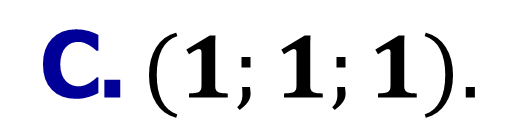 C. (1; 1; 1).